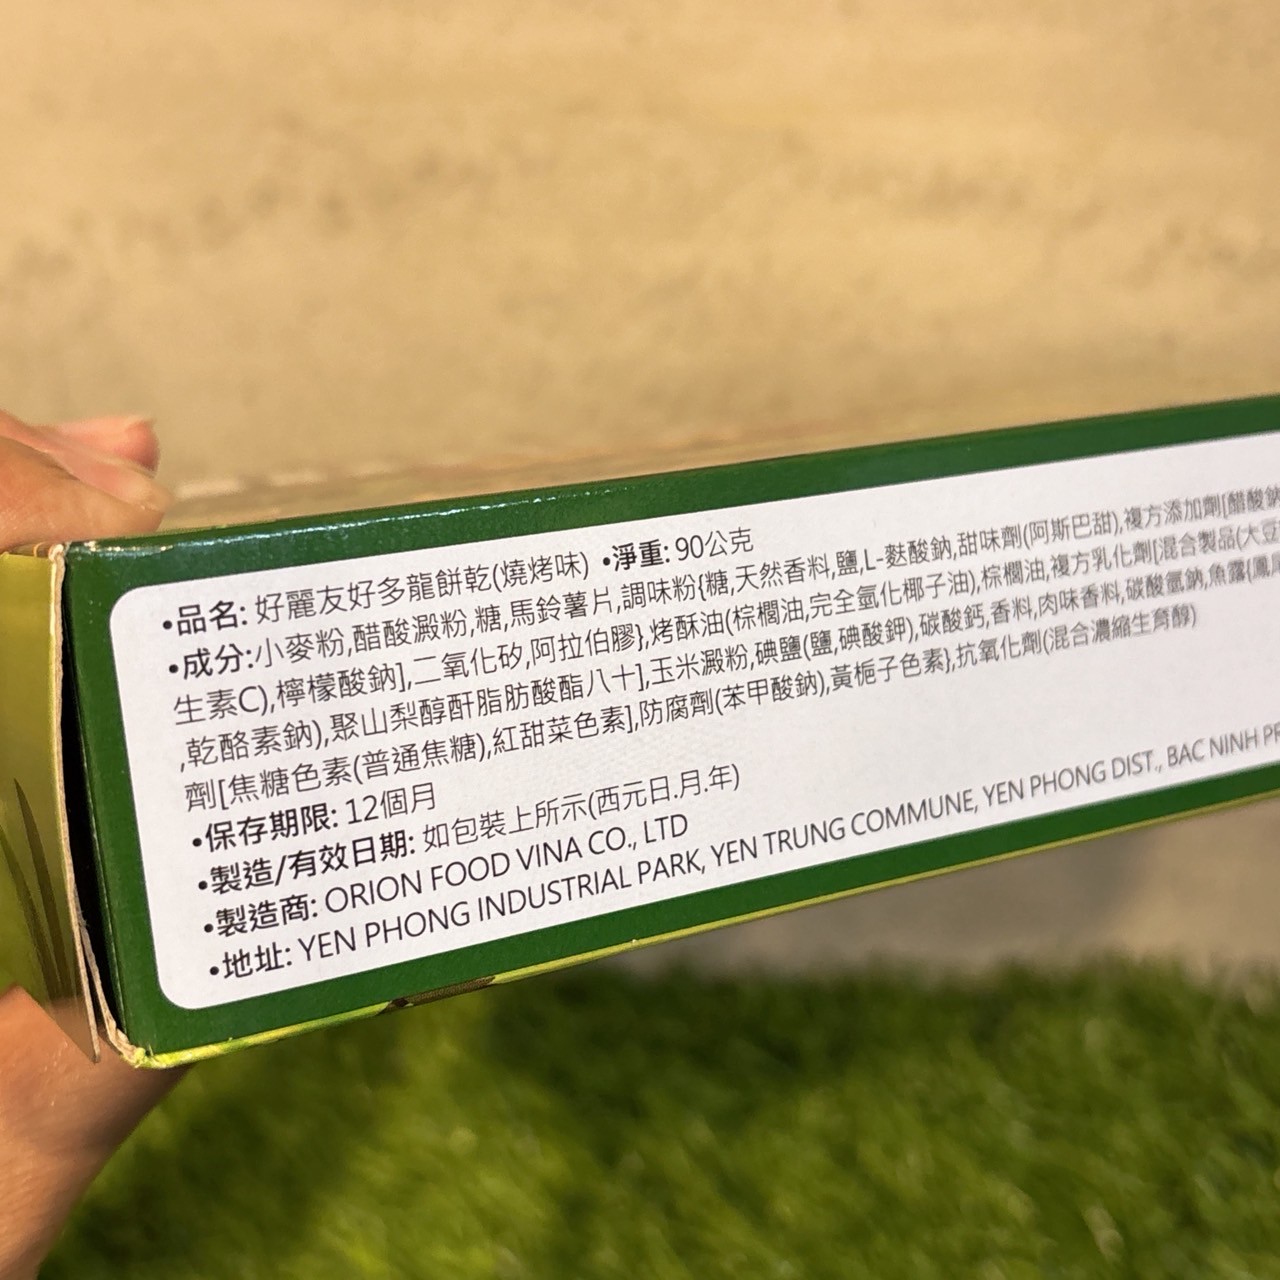 •品名: 好麗友好多龍餅乾(燒烤味) •淨重: 90公克
•成分:小麥粉,醋酸澱粉,糖,馬鈴薯片,調味粉{糖,天然香料,鹽,L-麩酸鈉,甜味劑(阿斯巴甜),複方添加劑[醋酸鈉
生素C),檸檬酸鈉],二氧化矽,阿拉伯膠},烤酥油(棕櫚油,完全氫化椰子油),棕櫚油,複方乳化劑[混合製品(大豆
,乾酪素鈉),聚山梨醇酐脂肪酸酯八十],玉米澱粉,碘鹽(鹽,碘酸鉀),碳酸鈣,香料,肉味香料,碳酸氫鈉,魚露{鳳尾
劑[焦糖色素(普通焦糖),紅甜菜色素],防腐劑(苯甲酸鈉),黃梔子色素},抗氧化劑(混合濃縮生育醇)
•保存期限: 12個月
•製造/有效日期: 如包裝上所示(西元日.月.年)
•製造商: ORION FOOD VINA CO., LTD
•地址: YEN PHONG INDUSTRIAL PARK, YEN TRUNG COMMUNE, YEN PHONG DIST., BAC NINH PR